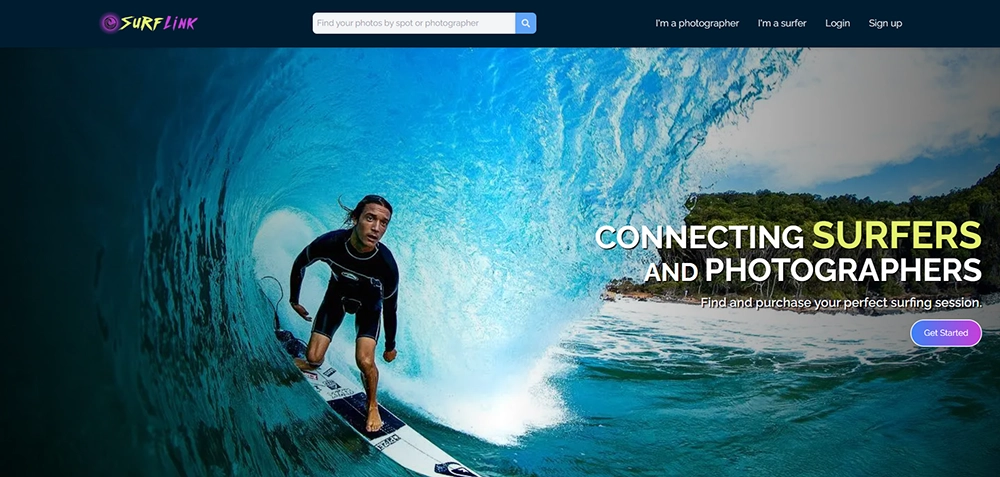 SURFLINK
Find your photos by spot or photographer
I'm a photographer
I'm a surfer
Login
Sign up
CONNECTING SURFERS
AND PHOTOGRAPHERS
Find and purchase your perfect surfing session.
Get Started